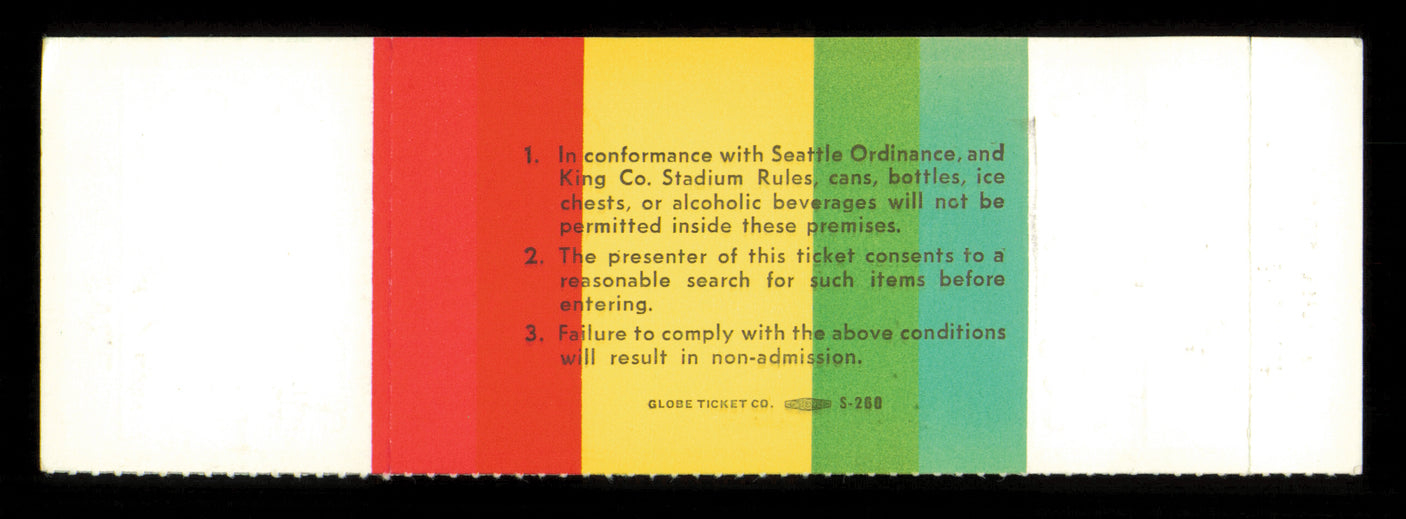 1. In conformance with Seattle Ordinance, and
King Co. Stadium Rules, cans, bottles, ice
chests, or alcoholic beverages will not be
permitted inside these premises.
2. The presenter of this ticket consents to a
reasonable search for such items before
entering.
3. Failure to comply with the above conditions
will result in non-admission.
GLOBE TICKET CO. S-260